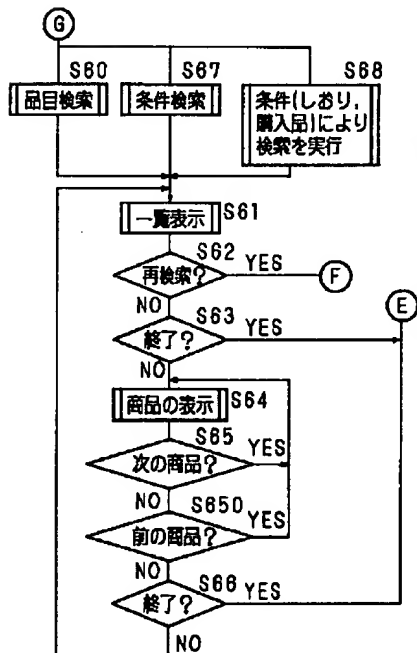 G
S60
S67
S68
品目検索
条件検索
条件(しおり,
購入品)により
検索を実行
一覧表示
S61
S62
再検索?
YES
F
NO
S63
E
終了?
YES
NO
商品の表示
S64
S65
次の商品?
YES
NO
S650
前の商品?
YES
NO
S66
終了?
YES
NO